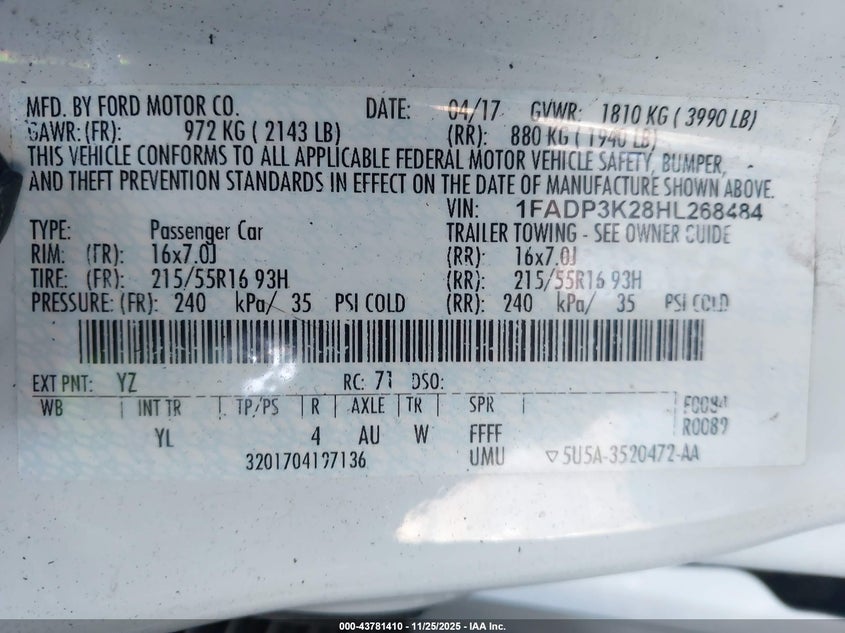 MFD. BY FORD MOTOR CO. DATE: 04/17 GVWR: 1810 KG ( 3990 LB)
GAWR: (FR): 972 KG ( 2143 LB) (RR): 880 KG ( 1940 LB)
THIS VEHICLE CONFORMS TO ALL APPLICABLE FEDERAL MOTOR VEHICLE SAFETY, BUMPER,
AND THEFT PREVENTION STANDARDS IN EFFECT ON THE DATE OF MANUFACTURE SHOWN ABOVE.
VIN: 1FADP3K28HL268484
TYPE: Passenger Car TRAILER TOWING - SEE OWNER GUIDE
RIM: (FR): 16x7.0J (RR): 16x7.0J
TIRE: (FR): 215/55R16 93H (RR): 215/55R16 93H
PRESSURE: (FR): 240 kPa/ 35 PSI COLD (RR): 240 kPa/ 35 PSI COLD
EXT PNT: YZ RC: 71 DSO:
WB INT TR TP/PS R AXLE TR SPR F0084
YL 4 AU W FFFF R0089
3201704197136 UMU ▽5U5A-3520472-AA
000-43781410 - 11/25/2025 - IAA Inc.